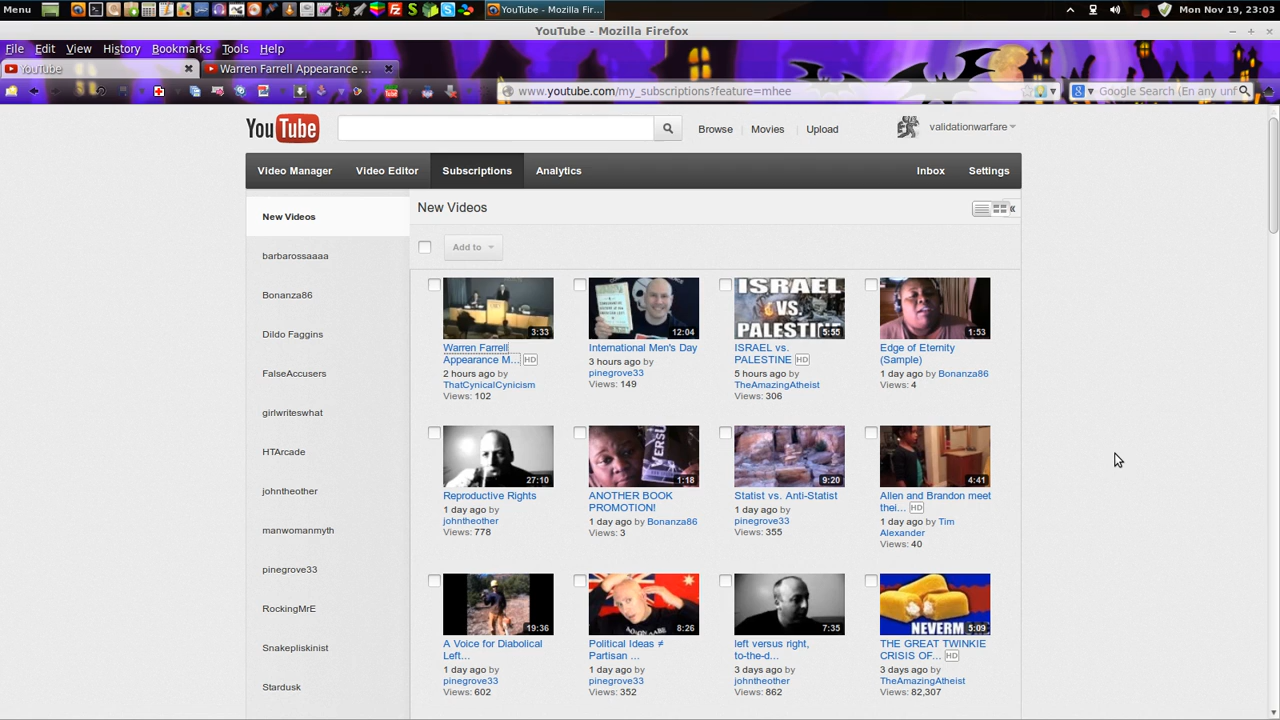 Menu
YouTube - Mozilla Fir...
Mon Nov 19, 23:03
YouTube - Mozilla Firefox
File Edit View History Bookmarks Tools Help
YouTube
Warren Farrell Appearance ...
www.youtube.com/my_subscriptions?feature=mhee
Google Search (En any unf
YouTube
Browse Movies Upload
validationwarfare
Video Manager Video Editor Subscriptions Analytics Inbox Settings
New Videos
barbarossaaaa
Bonanza86
Dildo Faggins
FalseAccusers
girlwriteswhat
HTArcade
johntheother
manwomanmyth
pinegrove33
RockingMrE
Snakepliskinist
Stardusk
New Videos
«
Add to
3:33
Warren Farrell
Appearance M... HD
2 hours ago by
ThatCynicalCynicism
Views: 102
12:04
International Men's Day
3 hours ago by
pinegrove33
Views: 149
ISRAEL
VS.
PALESTINE
5:55
ISRAEL vs.
PALESTINE HD
5 hours ago by
TheAmazingAtheist
Views: 306
1:53
Edge of Eternity
(Sample)
1 day ago by Bonanza86
Views: 4
27:10
Reproductive Rights
1 day ago by
johntheother
Views: 778
1:18
ANOTHER BOOK
PROMOTION!
1 day ago by Bonanza86
Views: 3
9:20
Statist vs. Anti-Statist
1 day ago by
pinegrove33
Views: 355
4:41
Allen and Brandon meet
thei... HD
1 day ago by Tim
Alexander
Views: 40
19:36
A Voice for Diabolical
Left...
1 day ago by
pinegrove33
Views: 602
8:26
Political Ideas ≠
Partisan ...
1 day ago by
pinegrove33
Views: 352
7:35
left versus right,
to-the-d...
3 days ago by
johntheother
Views: 862
NEVERM
5:09
THE GREAT TWINKIE
CRISIS OF... HD
3 days ago by
TheAmazingAtheist
Views: 82,307